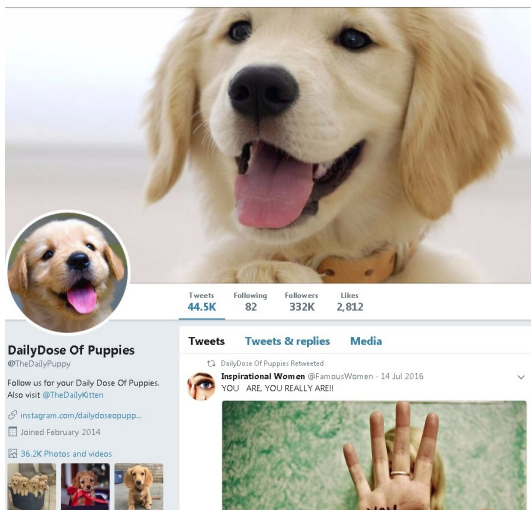 Tweets Following Followers Likes
44.5K 82 332K 2,812
DailyDose Of Puppies
@TheDailyPuppy
Follow us for your Daily Dose Of Puppies.
Also visit @TheDailyKitten
instagram.com/dailydoseopupp...
Joined February 2014
36.2K Photos and videos
Tweets Tweets & replies Media
DailyDose Of Puppies Retweeted
Inspirational Women @FamousWomen - 14 Jul 2016
YOU ARE, YOU REALLY ARE!!